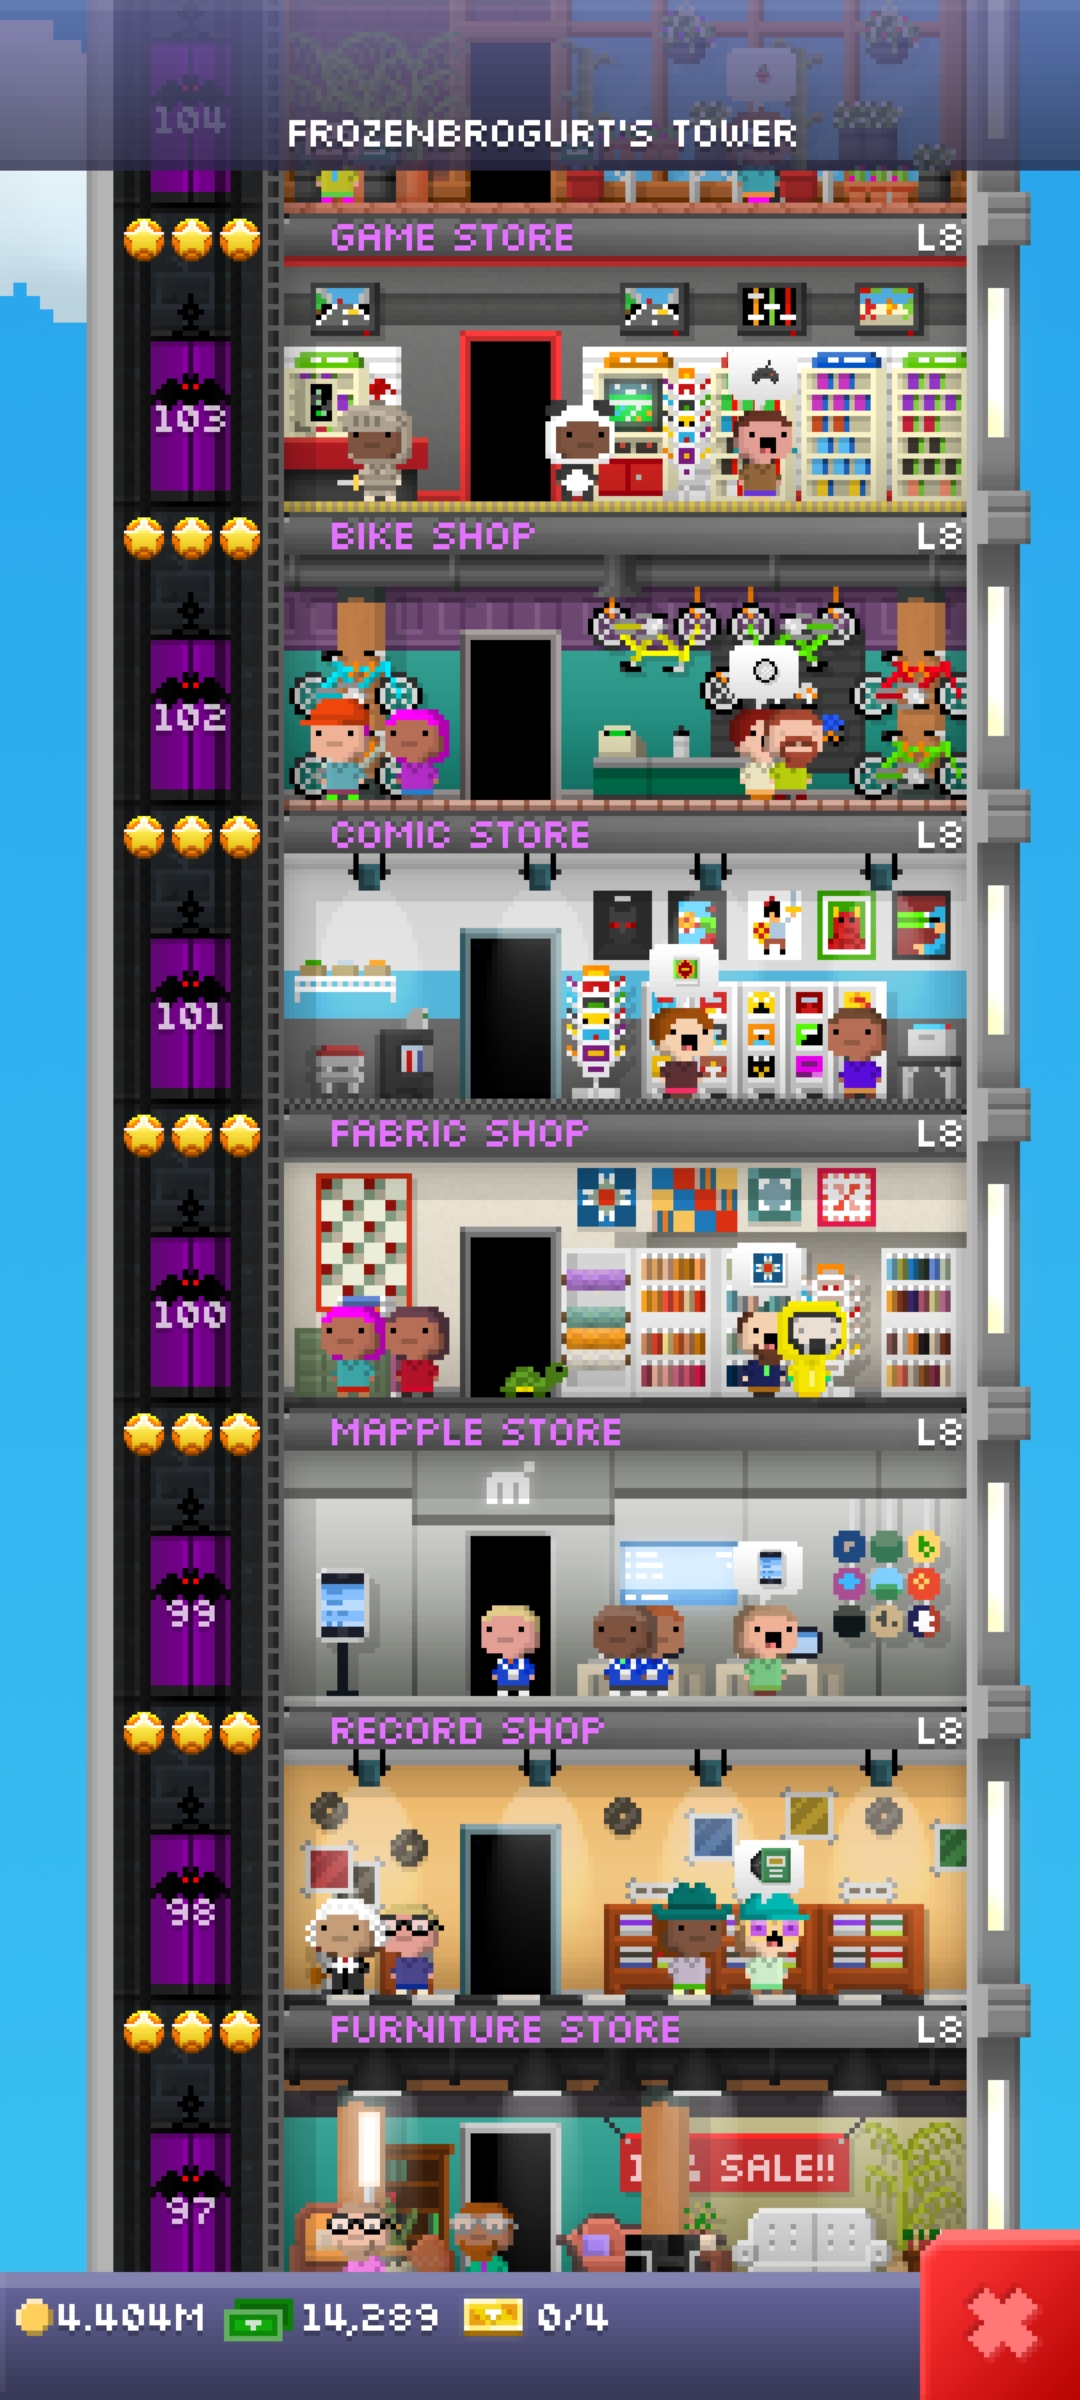 104
FROZENBROGURT'S TOWER
GAME STORE L8
103
BIKE SHOP L8
102
COMIC STORE L8
101
FABRIC SHOP L8
100
MAPPLE STORE L8
m
99
RECORD SHOP L8
98
FURNITURE STORE L8
SALE!!
97
4.404M 14,289 0/4